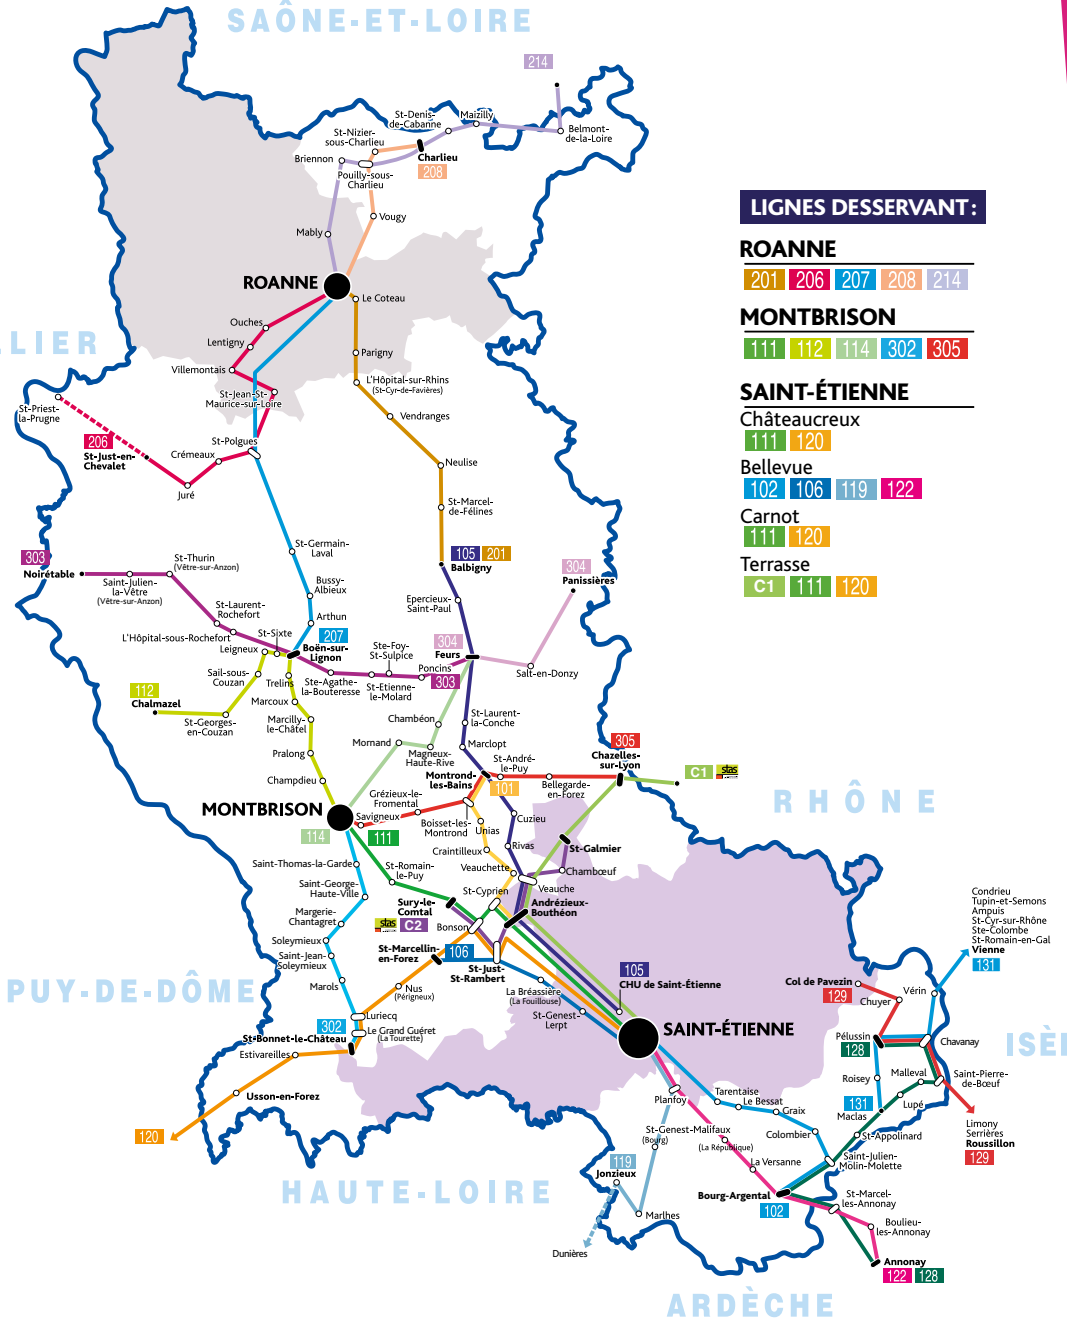 SAÔNE-ET-LOIRE
214
St-Denis-
de-Cabanne
Maizilly
St-Nizier-
sous-Charlieu
Belmont-
de-la-Loire
Briennon
Charlieu
208
Pouilly-sous-
Charlieu
Vougy
Mably
ROANNE
Le Coteau
Ouches
Lentigny
Parigny
Villemontais
L'Hôpital-sur-Rhins
(St-Cyr-de-Favières)
St-Jean-St-
Maurice-sur-Loire
Vendranges
St-Priest-
la-Prugne
206
St-Just-en-
Chevalet
St-Polgues
Crémeaux
Juré
Neulise
St-Marcel-
de-Félines
LLIER
303
Noirétable
St-Thurin
(Vêtre-sur-Anzon)
Saint-Julien-
la-Vêtre
(Vêtre-sur-Anzon)
St-Germain-
Laval
105 201
Balbigny
304
Panissières
Bussy-
Albieux
Epercieux-
Saint-Paul
St-Laurent-
Rochefort
Arthun
L'Hôpital-sous-Rochefort
St-Sixte
207
Boën-sur-
Lignon
Leigneux
Ste-Foy-
St-Sulpice
304
Feurs
Poncins
303
Salt-en-Donzy
Sail-sous-
Couzan
Trelins
Ste-Agathe-
la-Bouteresse
St-Etienne-
le-Molard
112
Chalmazel
St-Georges-
en-Couzan
Marcoux
Marcilly-
le-Châtel
Chambéon
St-Laurent-
la-Conche
Mornand
Magneux-
Haute-Rive
Marclopt
Pralong
305
Chazelles-
sur-Lyon
St-André-
le-Puy
C1 stas
Champdieu
Montrond-
les-Bains
101
Bellegarde-
en-Forez
Grézieux-le-
Fromental
MONTBRISON
Savigneux
Boisset-les-
Montrond
Unias
Cuzieu
RHÔNE
114
111
Craintilleux
Rivas
St-Galmier
Saint-Thomas-la-Garde
St-Romain-
le-Puy
Veauchette
Chambœuf
Saint-George-
Haute-Ville
St-Cyprien
Veauche
Sury-le-
Comtal
stas C2
Andrézieux-
Bouthéon
Margerie-
Chantagret
Bonson
Soleymieux
Saint-Jean-
Soleymieux
St-Marcellin-
en-Forez
106
St-Just-
St-Rambert
105
CHU de Saint-Étienne
Marols
Nus
(Périgneux)
La Bréassière
(La Fouillouse)
St-Genest-
Lerpt
PUY-DE-DÔME
302
Luriecq
St-Bonnet-le-Château
Le Grand Guéret
(La Tourette)
SAINT-ÉTIENNE
Estivareilles
Usson-en-Forez
120
Condrieu
Tupin-et-Semons
Ampuis
St-Cyr-sur-Rhône
Ste-Colombe
St-Romain-en-Gal
Vienne
131
Col de Pavezin
129
Chuyer
Vérin
Pélussin
128
Chavanay
ISÈ
Roisey
Malleval
Saint-Pierre-
de-Bœuf
131
Maclas
Lupé
Planfoy
Tarentaise
Le Bessat
Graix
Colombier
St-Appolinard
Limony
Serrières
Roussillon
129
St-Genest-Malifaux
(Bourg)
(La République)
La Versanne
Saint-Julien-
Molin-Molette
119
Jonzieux
Bourg-Argental
102
St-Marcel-
les-Annonay
Marlhes
Boulieu-
les-Annonay
Dunières
Annonay
122 128
HAUTE-LOIRE
ARDÈCHE
LIGNES DESSERVANT:
ROANNE
201 206 207 208 214
MONTBRISON
111 112 114 302 305
SAINT-ÉTIENNE
Châteaucreux
111 120
Bellevue
102 106 119 122
Carnot
111 120
Terrasse
C1 111 120